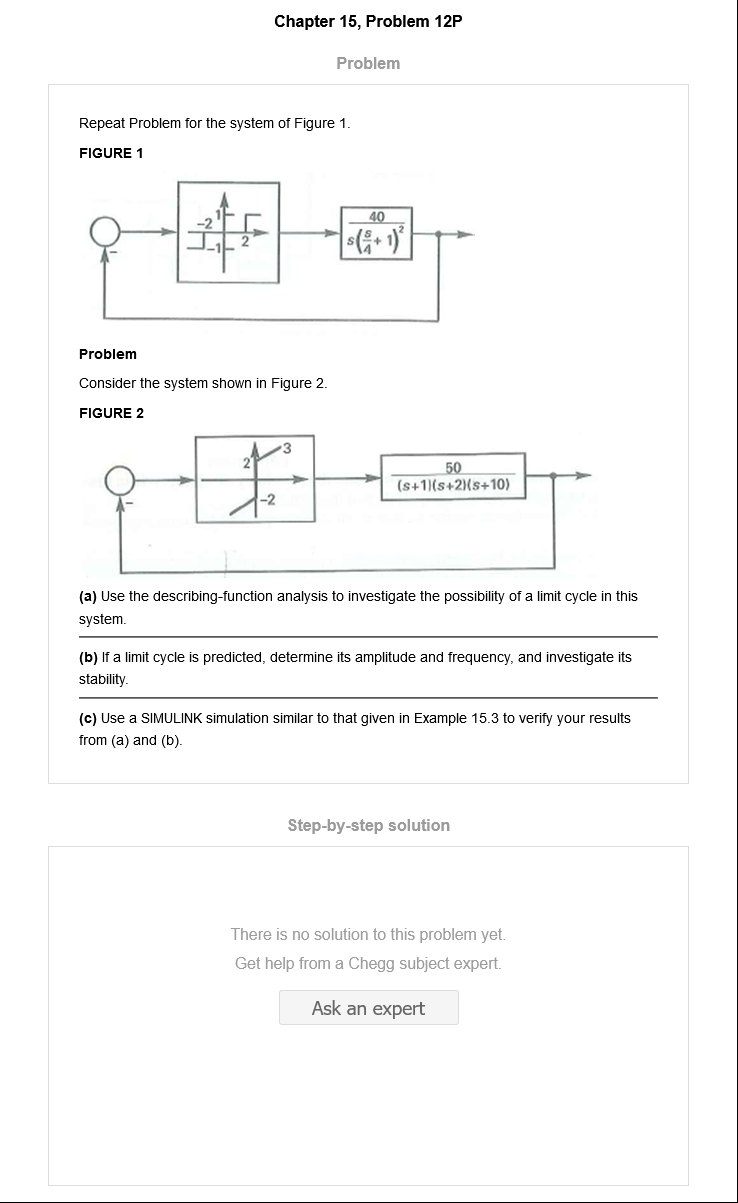 Chapter 15, Problem 12P
Problem
Repeat Problem for the system of Figure 1.
FIGURE 1
-2
1
-1
2
40
s(s/4 + 1)²
-
Problem
Consider the system shown in Figure 2.
FIGURE 2
2
3
-2
50
(s+1)(s+2)(s+10)
-
(a) Use the describing-function analysis to investigate the possibility of a limit cycle in this
system.
(b) If a limit cycle is predicted, determine its amplitude and frequency, and investigate its
stability.
(c) Use a SIMULINK simulation similar to that given in Example 15.3 to verify your results
from (a) and (b).
Step-by-step solution
There is no solution to this problem yet.
Get help from a Chegg subject expert.
Ask an expert